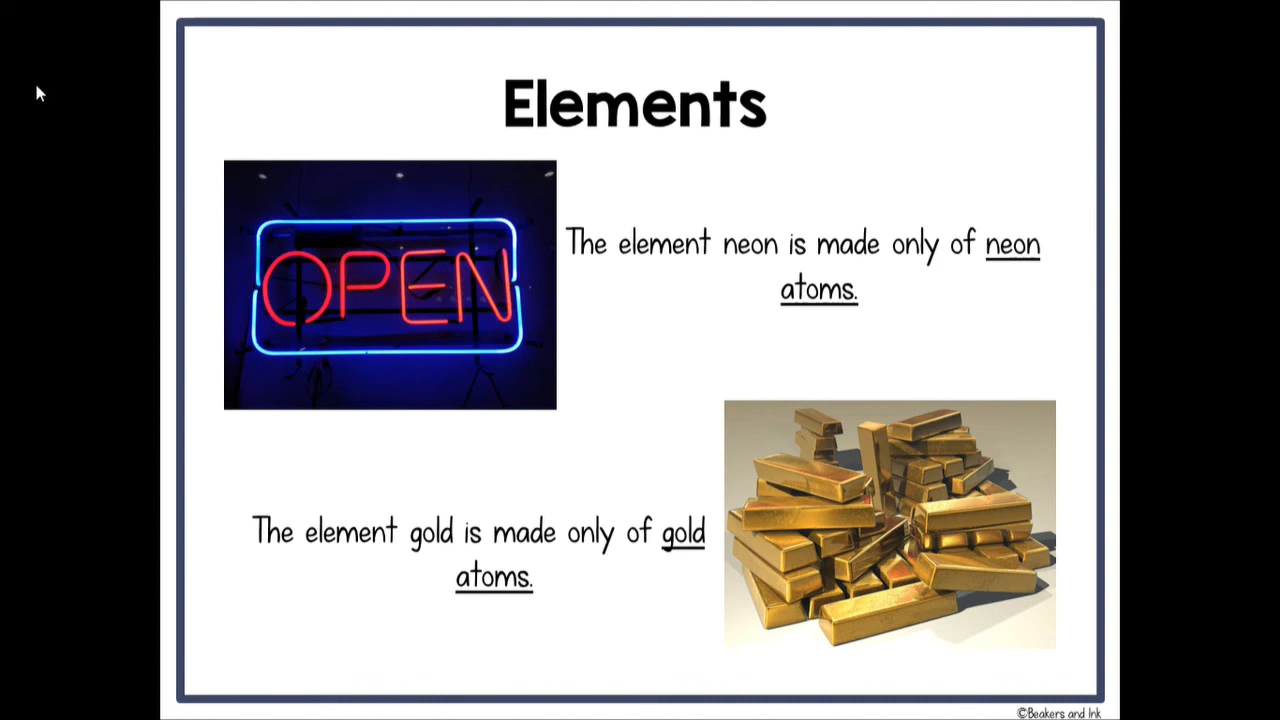 Elements
OPEN
The element neon is made only of neon
atoms.
The element gold is made only of gold
atoms.
©Beakers and Ink